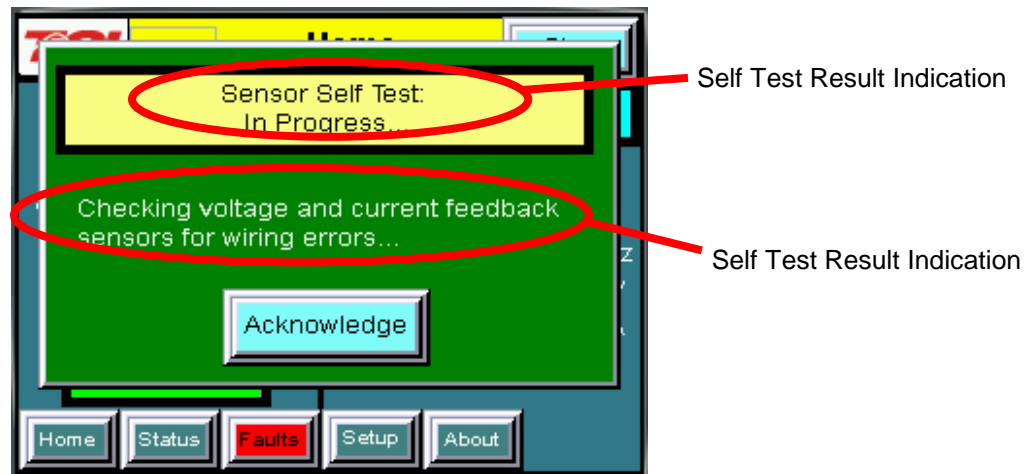 Sensor Self Test:
In Progress...
Self Test Result Indication
Checking voltage and current feedback
sensors for wiring errors...
Self Test Result Indication
Acknowledge
Home
Status
Faults
Setup
About